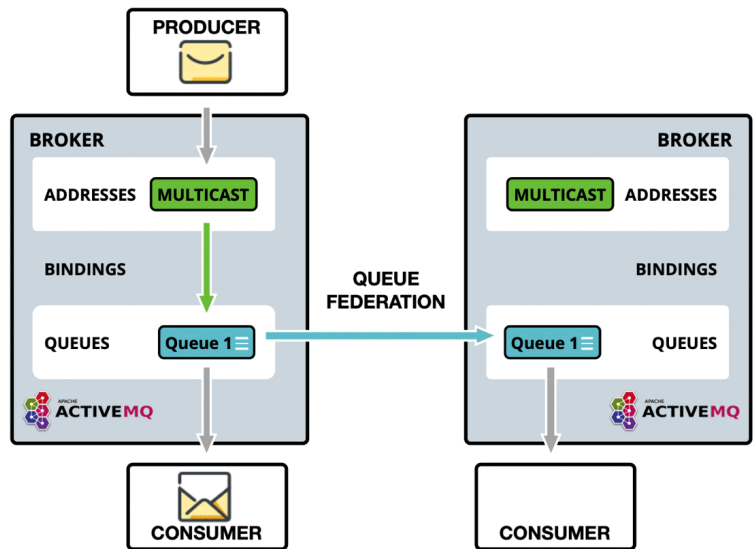 PRODUCER
BROKER
ADDRESSES
MULTICAST
BINDINGS
QUEUES
Queue 1
APACHE
ACTIVEMQ
CONSUMER
QUEUE
FEDERATION
BROKER
MULTICAST
ADDRESSES
BINDINGS
Queue 1
QUEUES
APACHE
ACTIVEMQ
CONSUMER